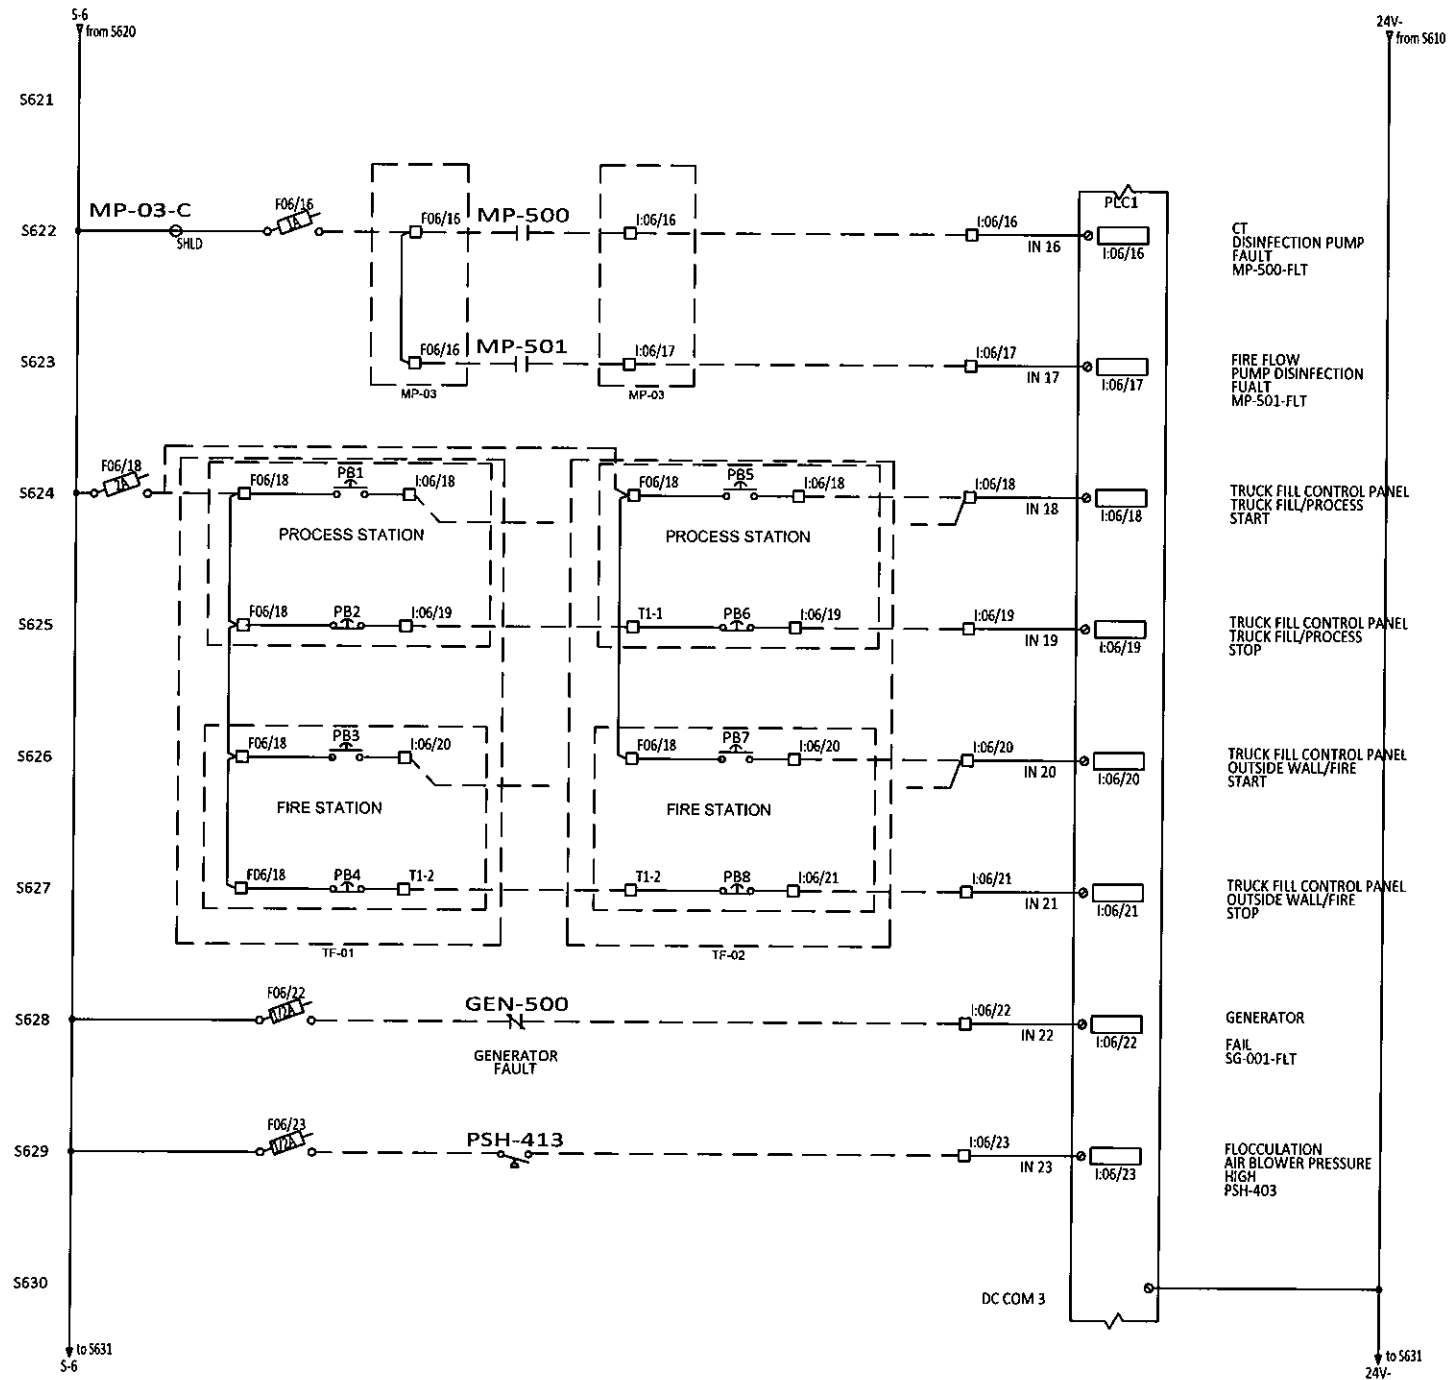 S-6
from S620
24V-
from S610
S621
MP-03-C
SHLD
F06/16
1A
F06/16
MP-500
I:06/16
I:06/16
IN 16
PLC1
I:06/16
S622
CT
DISINFECTION PUMP
FAULT
MP-500-FLT
S623
F06/16
MP-501
I:06/17
I:06/17
IN 17
I:06/17
MP-03
MP-03
FIRE FLOW
PUMP DISINFECTION
FUALT
MP-501-FLT
S624
F06/18
F06/18
PB1
I:06/18
F06/18
PB5
I:06/18
I:06/18
IN 18
I:06/18
PROCESS STATION
PROCESS STATION
TRUCK FILL CONTROL PANEL
TRUCK FILL/PROCESS
START
S625
F06/18
PB2
I:06/19
T1-1
PB6
I:06/19
I:06/19
IN 19
I:06/19
TRUCK FILL CONTROL PANEL
TRUCK FILL/PROCESS
STOP
S626
F06/18
PB3
I:06/20
F06/18
PB7
I:06/20
I:06/20
IN 20
I:06/20
FIRE STATION
FIRE STATION
TRUCK FILL CONTROL PANEL
OUTSIDE WALL/FIRE
START
S627
F06/18
PB4
T1-2
T1-2
PB8
I:06/21
I:06/21
IN 21
I:06/21
TF-01
TF-02
TRUCK FILL CONTROL PANEL
OUTSIDE WALL/FIRE
STOP
S628
F06/22
1/2A
GEN-500
GENERATOR
FAULT
I:06/22
IN 22
I:06/22
GENERATOR
FAIL
SG-001-FLT
S629
F06/23
1/2A
PSH-413
I:06/23
IN 23
I:06/23
FLOCCULATION
AIR BLOWER PRESSURE
HIGH
PSH-403
S630
DC COM 3
to S631
S-6
to S631
24V-